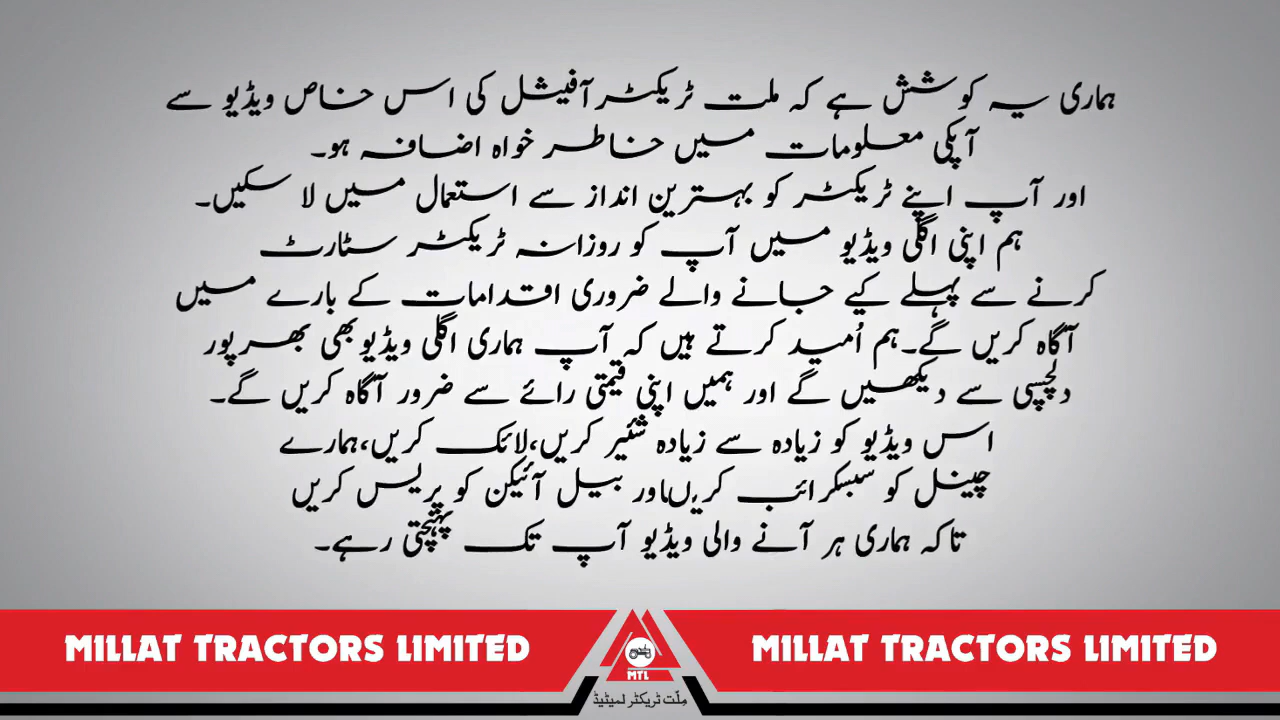 ہماری یہ کوشش ہے کہ ملت ٹریکٹر آفیشل کی اس خاص ویڈیو سے
آپکی معلومات میں خاطر خواہ اضافہ ہو۔
اور آپ اپنے ٹریکٹر کو بہترین انداز سے استعمال میں لا سکیں۔
ہم اپنی اگلی ویڈیو میں آپ کو روزانہ ٹریکٹر سٹارٹ
کرنے سے پہلے کیے جانے والے ضروری اقدامات کے بارے میں
آگاہ کریں گے۔ہم اُمید کرتے ہیں کہ آپ ہماری اگلی ویڈیو بھی بھرپور
دلچسپی سے دیکھیں گے اور ہمیں اپنی قیمتی رائے سے ضرور آگاہ کریں گے۔
اس ویڈیو کو زیادہ سے زیادہ شئیر کریں،لائک کریں،ہمارے
چینل کو سبسکرائب کریں اور بیل آئیکن کو پریس کریں
تاکہ ہماری ہر آنے والی ویڈیو آپ تک پہنچتی رہے۔
MILLAT TRACTORS LIMITED
MTL
ملّت ٹریکٹر لمیٹیڈ
MILLAT TRACTORS LIMITED